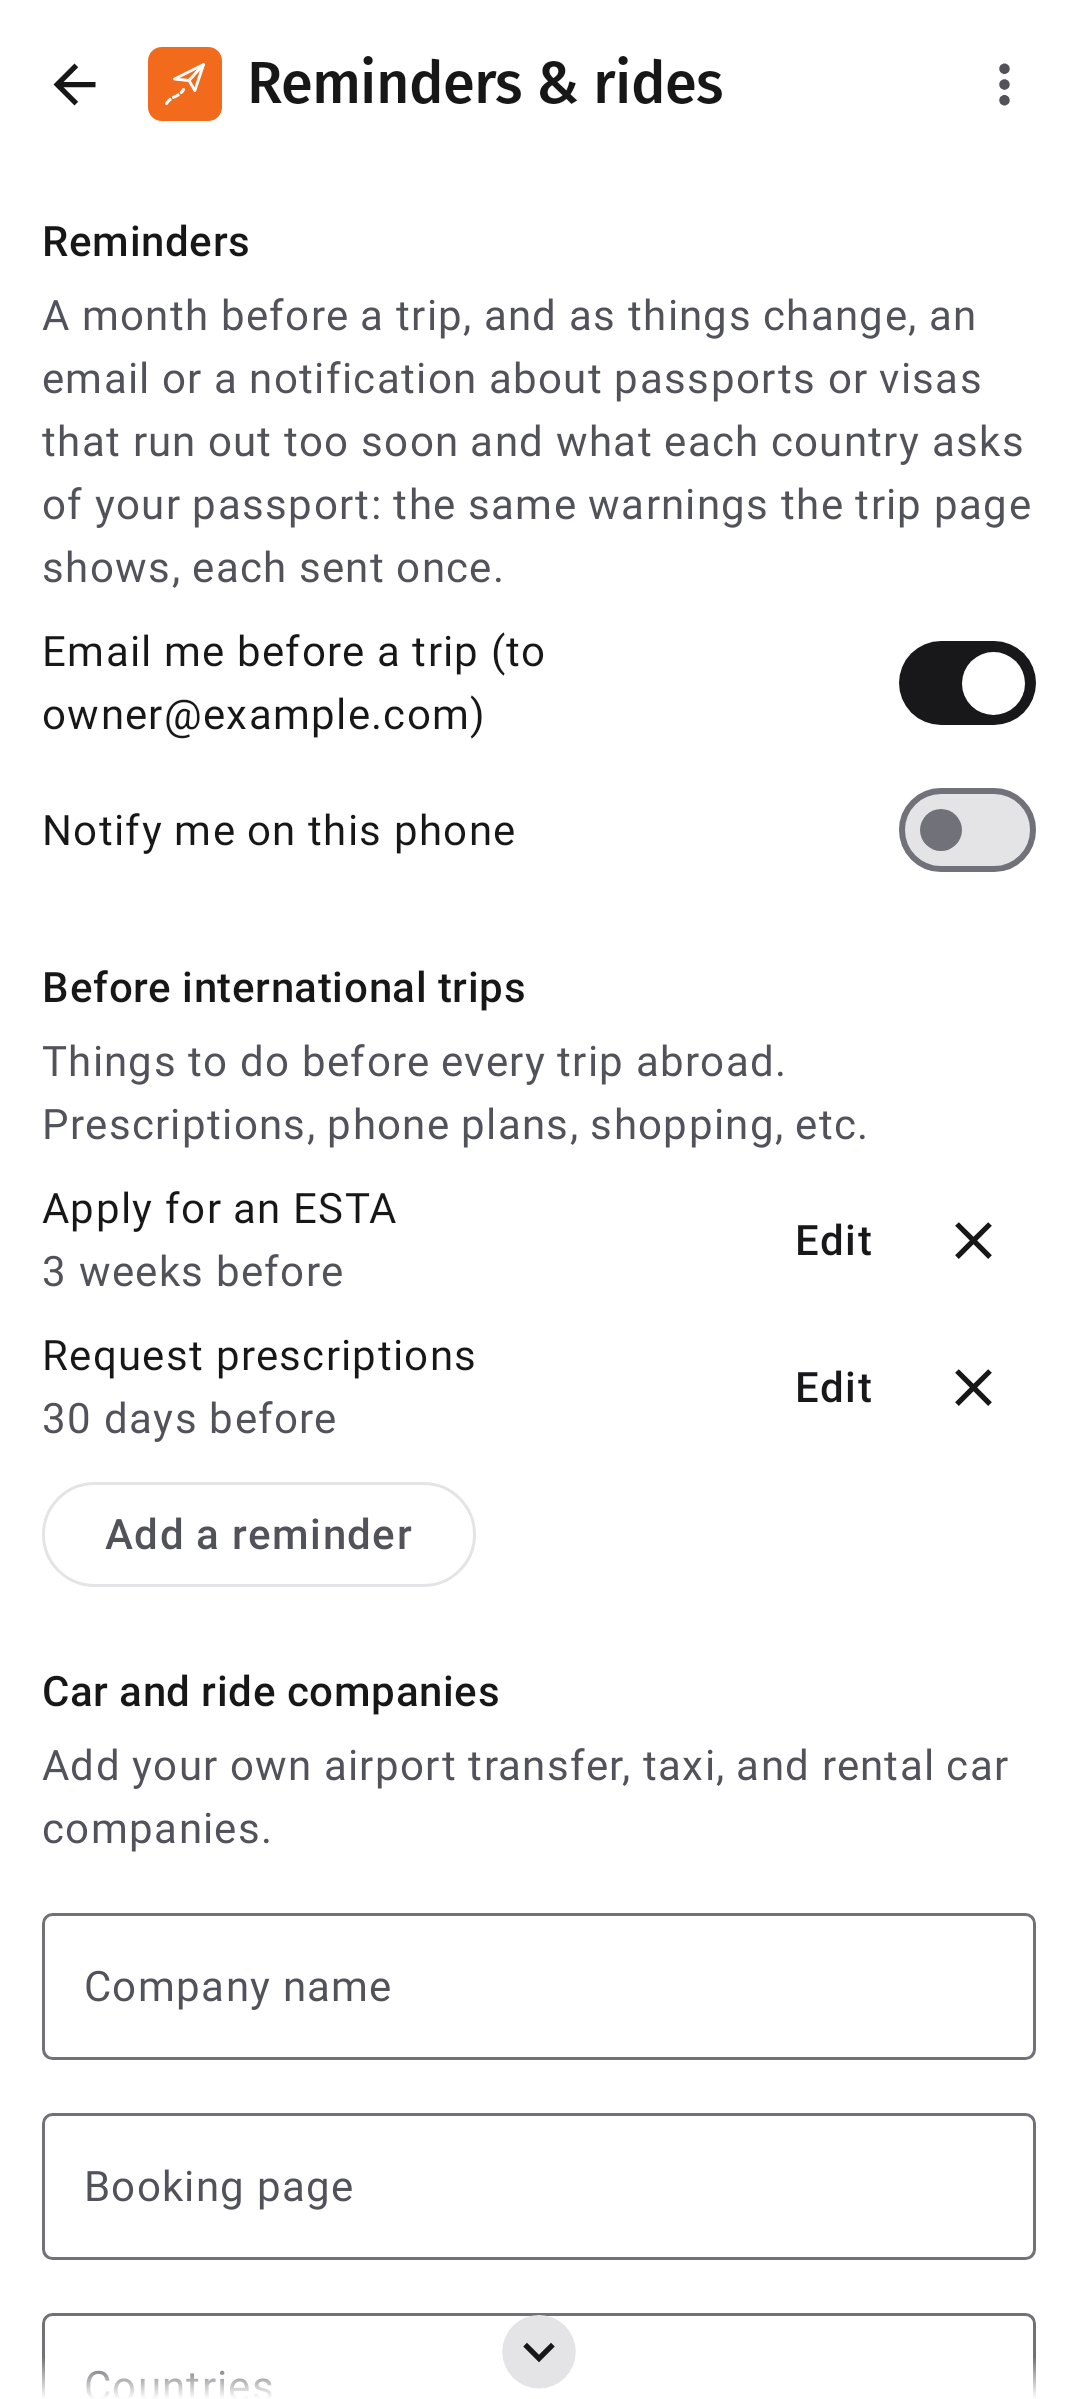 Reminders & rides
Reminders
A month before a trip, and as things change, an
email or a notification about passports or visas
that run out too soon and what each country asks
of your passport: the same warnings the trip page
shows, each sent once.
Email me before a trip (to
owner@example.com)
Notify me on this phone
Before international trips
Things to do before every trip abroad.
Prescriptions, phone plans, shopping, etc.
Apply for an ESTA
3 weeks before
Edit
Request prescriptions
30 days before
Edit
Add a reminder
Car and ride companies
Add your own airport transfer, taxi, and rental car
companies.
Company name
Booking page
Countries